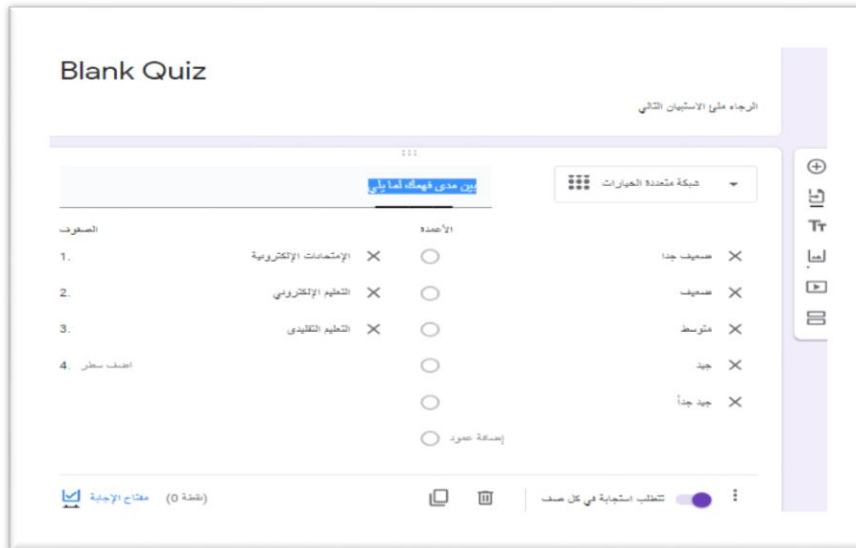 Blank Quiz
الرجاء ملئ الاستبيان التالي
شبكة متعددة الخيارات
بين مدى فهمك لما يلي
الصفوف
الأعمدة
1. الإمتحانات الإلكترونية
ضعيف جدا
2. التعليم الإلكتروني
ضعيف
3. التعليم التقليدى
متوسط
4. اضف سطر
جيد
جيد جداً
إضافة عمود
مفتاح الإجابة (نقطة 0)
تتطلب استجابة في كل صف